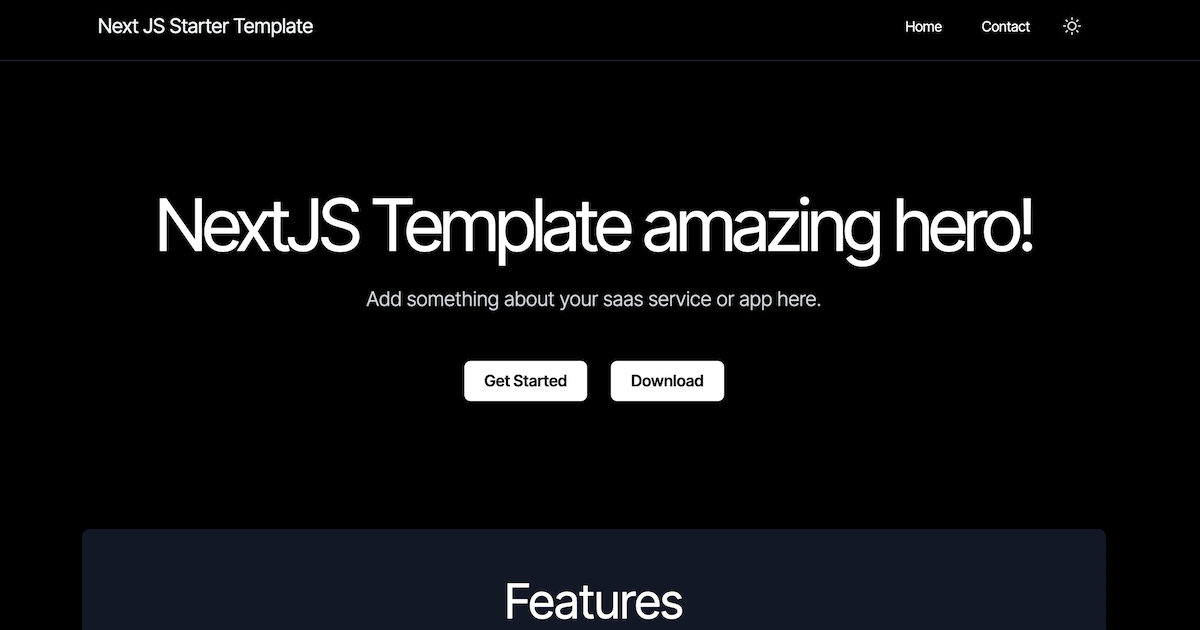 Next JS Starter Template
Home
Contact
NextJS Template amazing hero!
Add something about your saas service or app here.
Get Started
Download
Features